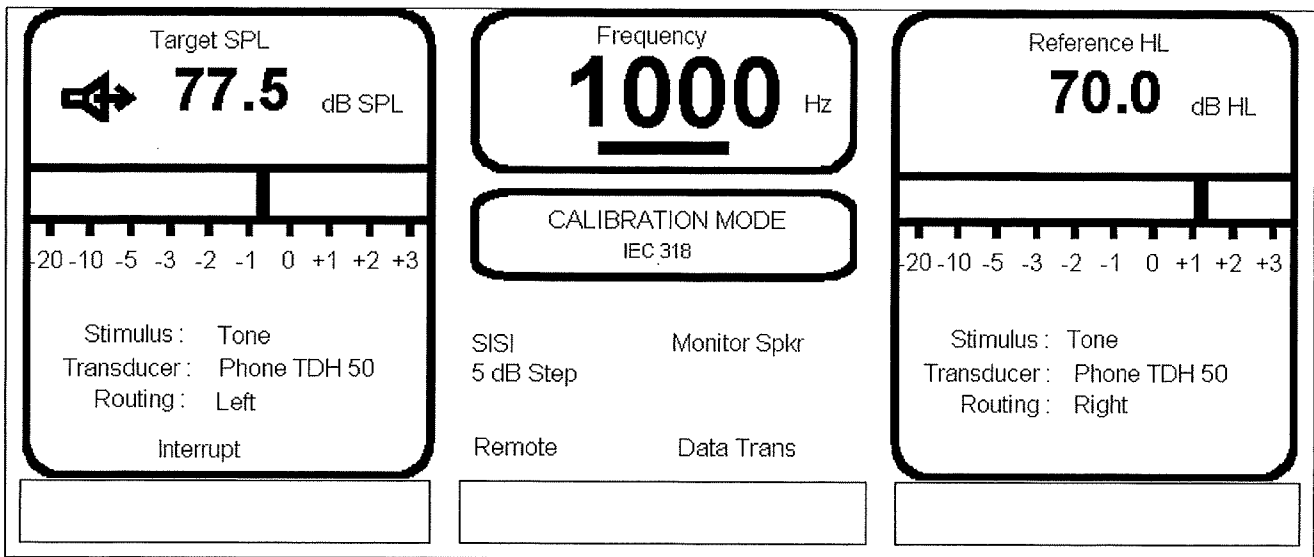 Target SPL
77.5 dB SPL
-20 -10 -5 -3 -2 -1 0 +1 +2 +3
Stimulus : Tone
Transducer : Phone TDH 50
Routing : Left
Interrupt
Frequency
1000 Hz
CALIBRATION MODE
IEC 318
SISI Monitor Spkr
5 dB Step
Remote Data Trans
Reference HL
70.0 dB HL
-20 -10 -5 -3 -2 -1 0 +1 +2 +3
Stimulus : Tone
Transducer : Phone TDH 50
Routing : Right